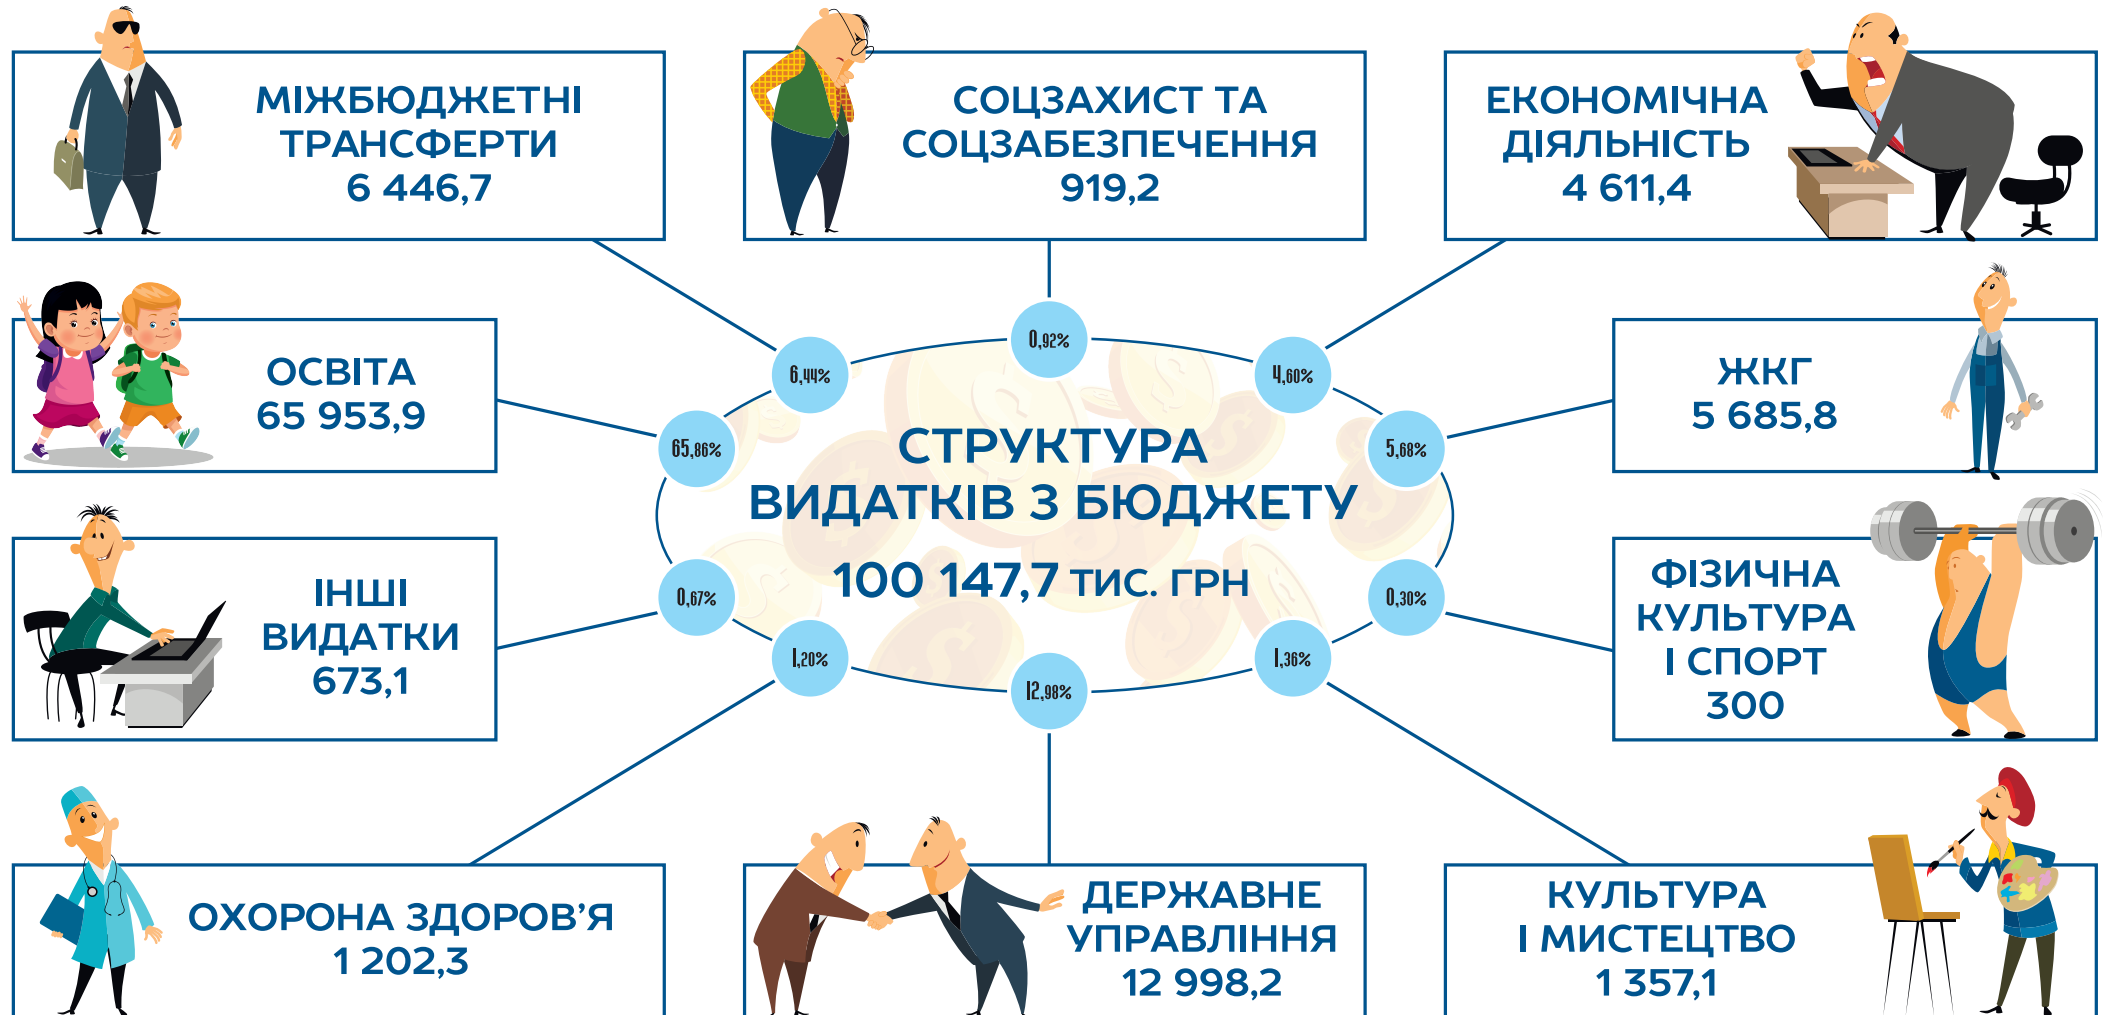 МІЖБЮДЖЕТНІ
ТРАНСФЕРТИ
6 446,7
СОЦЗАХИСТ ТА
СОЦЗАБЕЗПЕЧЕННЯ
919,2
ЕКОНОМІЧНА
ДІЯЛЬНІСТЬ
4 611,4
ОСВІТА
65 953,9
6,44%
0,92%
4,60%
ЖКГ
5 685,8
65,86%
5,68%
СТРУКТУРА
ВИДАТКІВ З БЮДЖЕТУ
100 147,7 ТИС. ГРН
ІНШІ
ВИДАТКИ
673,1
0,67%
0,30%
ФІЗИЧНА
КУЛЬТУРА
І СПОРТ
300
1,20%
12,98%
1,36%
ОХОРОНА ЗДОРОВ’Я
1 202,3
ДЕРЖАВНЕ
УПРАВЛІННЯ
12 998,2
КУЛЬТУРА
І МИСТЕЦТВО
1 357,1